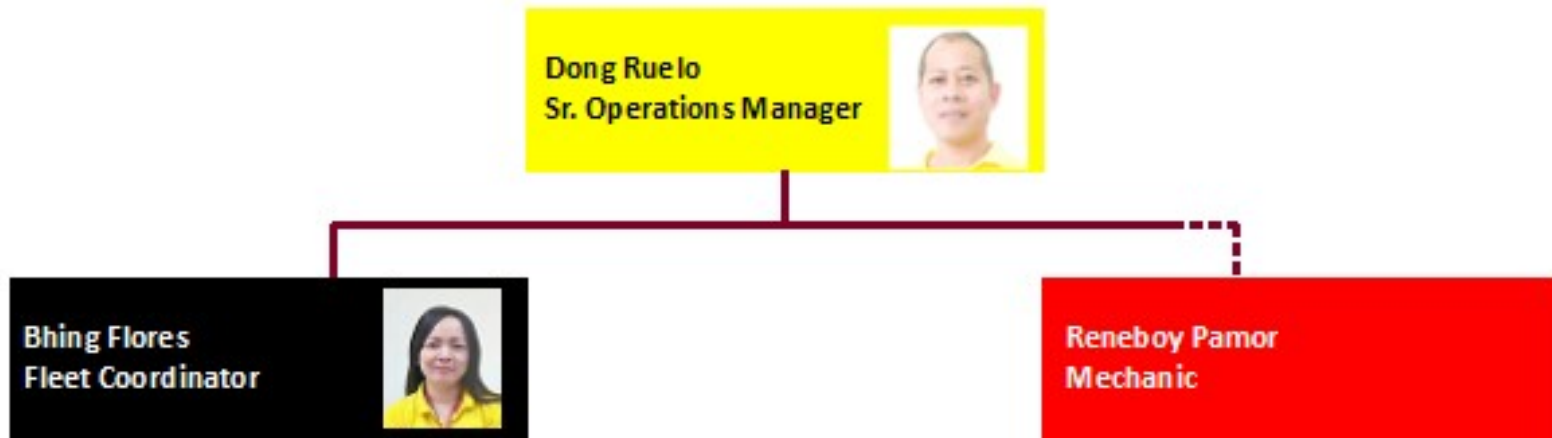 Dong Ruelo
Sr. Operations Manager
Bhing Flores
Fleet Coordinator
Reneboy Pamor
Mechanic